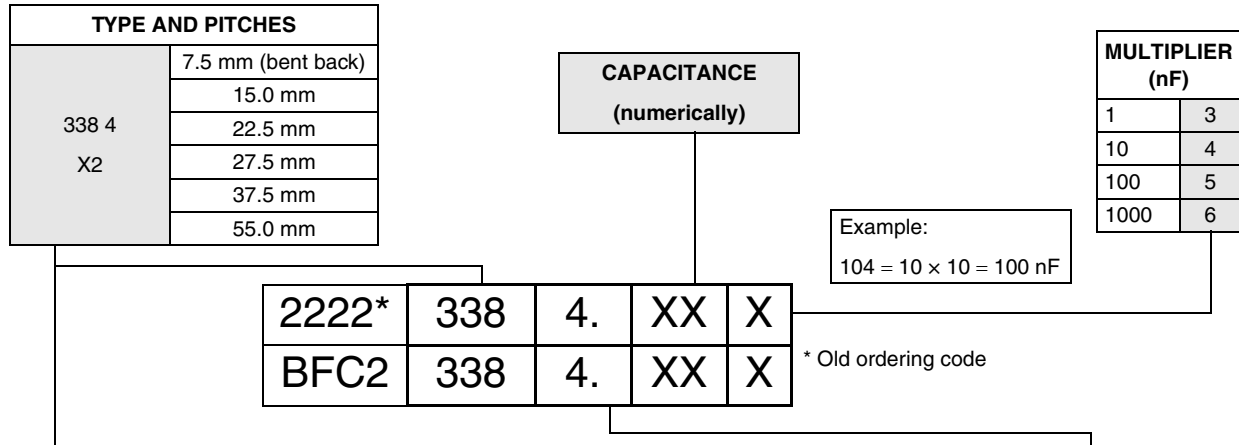 TYPE AND PITCHES
338 4
X2
7.5 mm (bent back)
15.0 mm
22.5 mm
27.5 mm
37.5 mm
55.0 mm
CAPACITANCE
(numerically)
MULTIPLIER
(nF)
1 3
10 4
100 5
1000 6
Example:
104 = 10 × 10 = 100 nF
2222* 338 4. XX X
BFC2 338 4. XX X
* Old ordering code